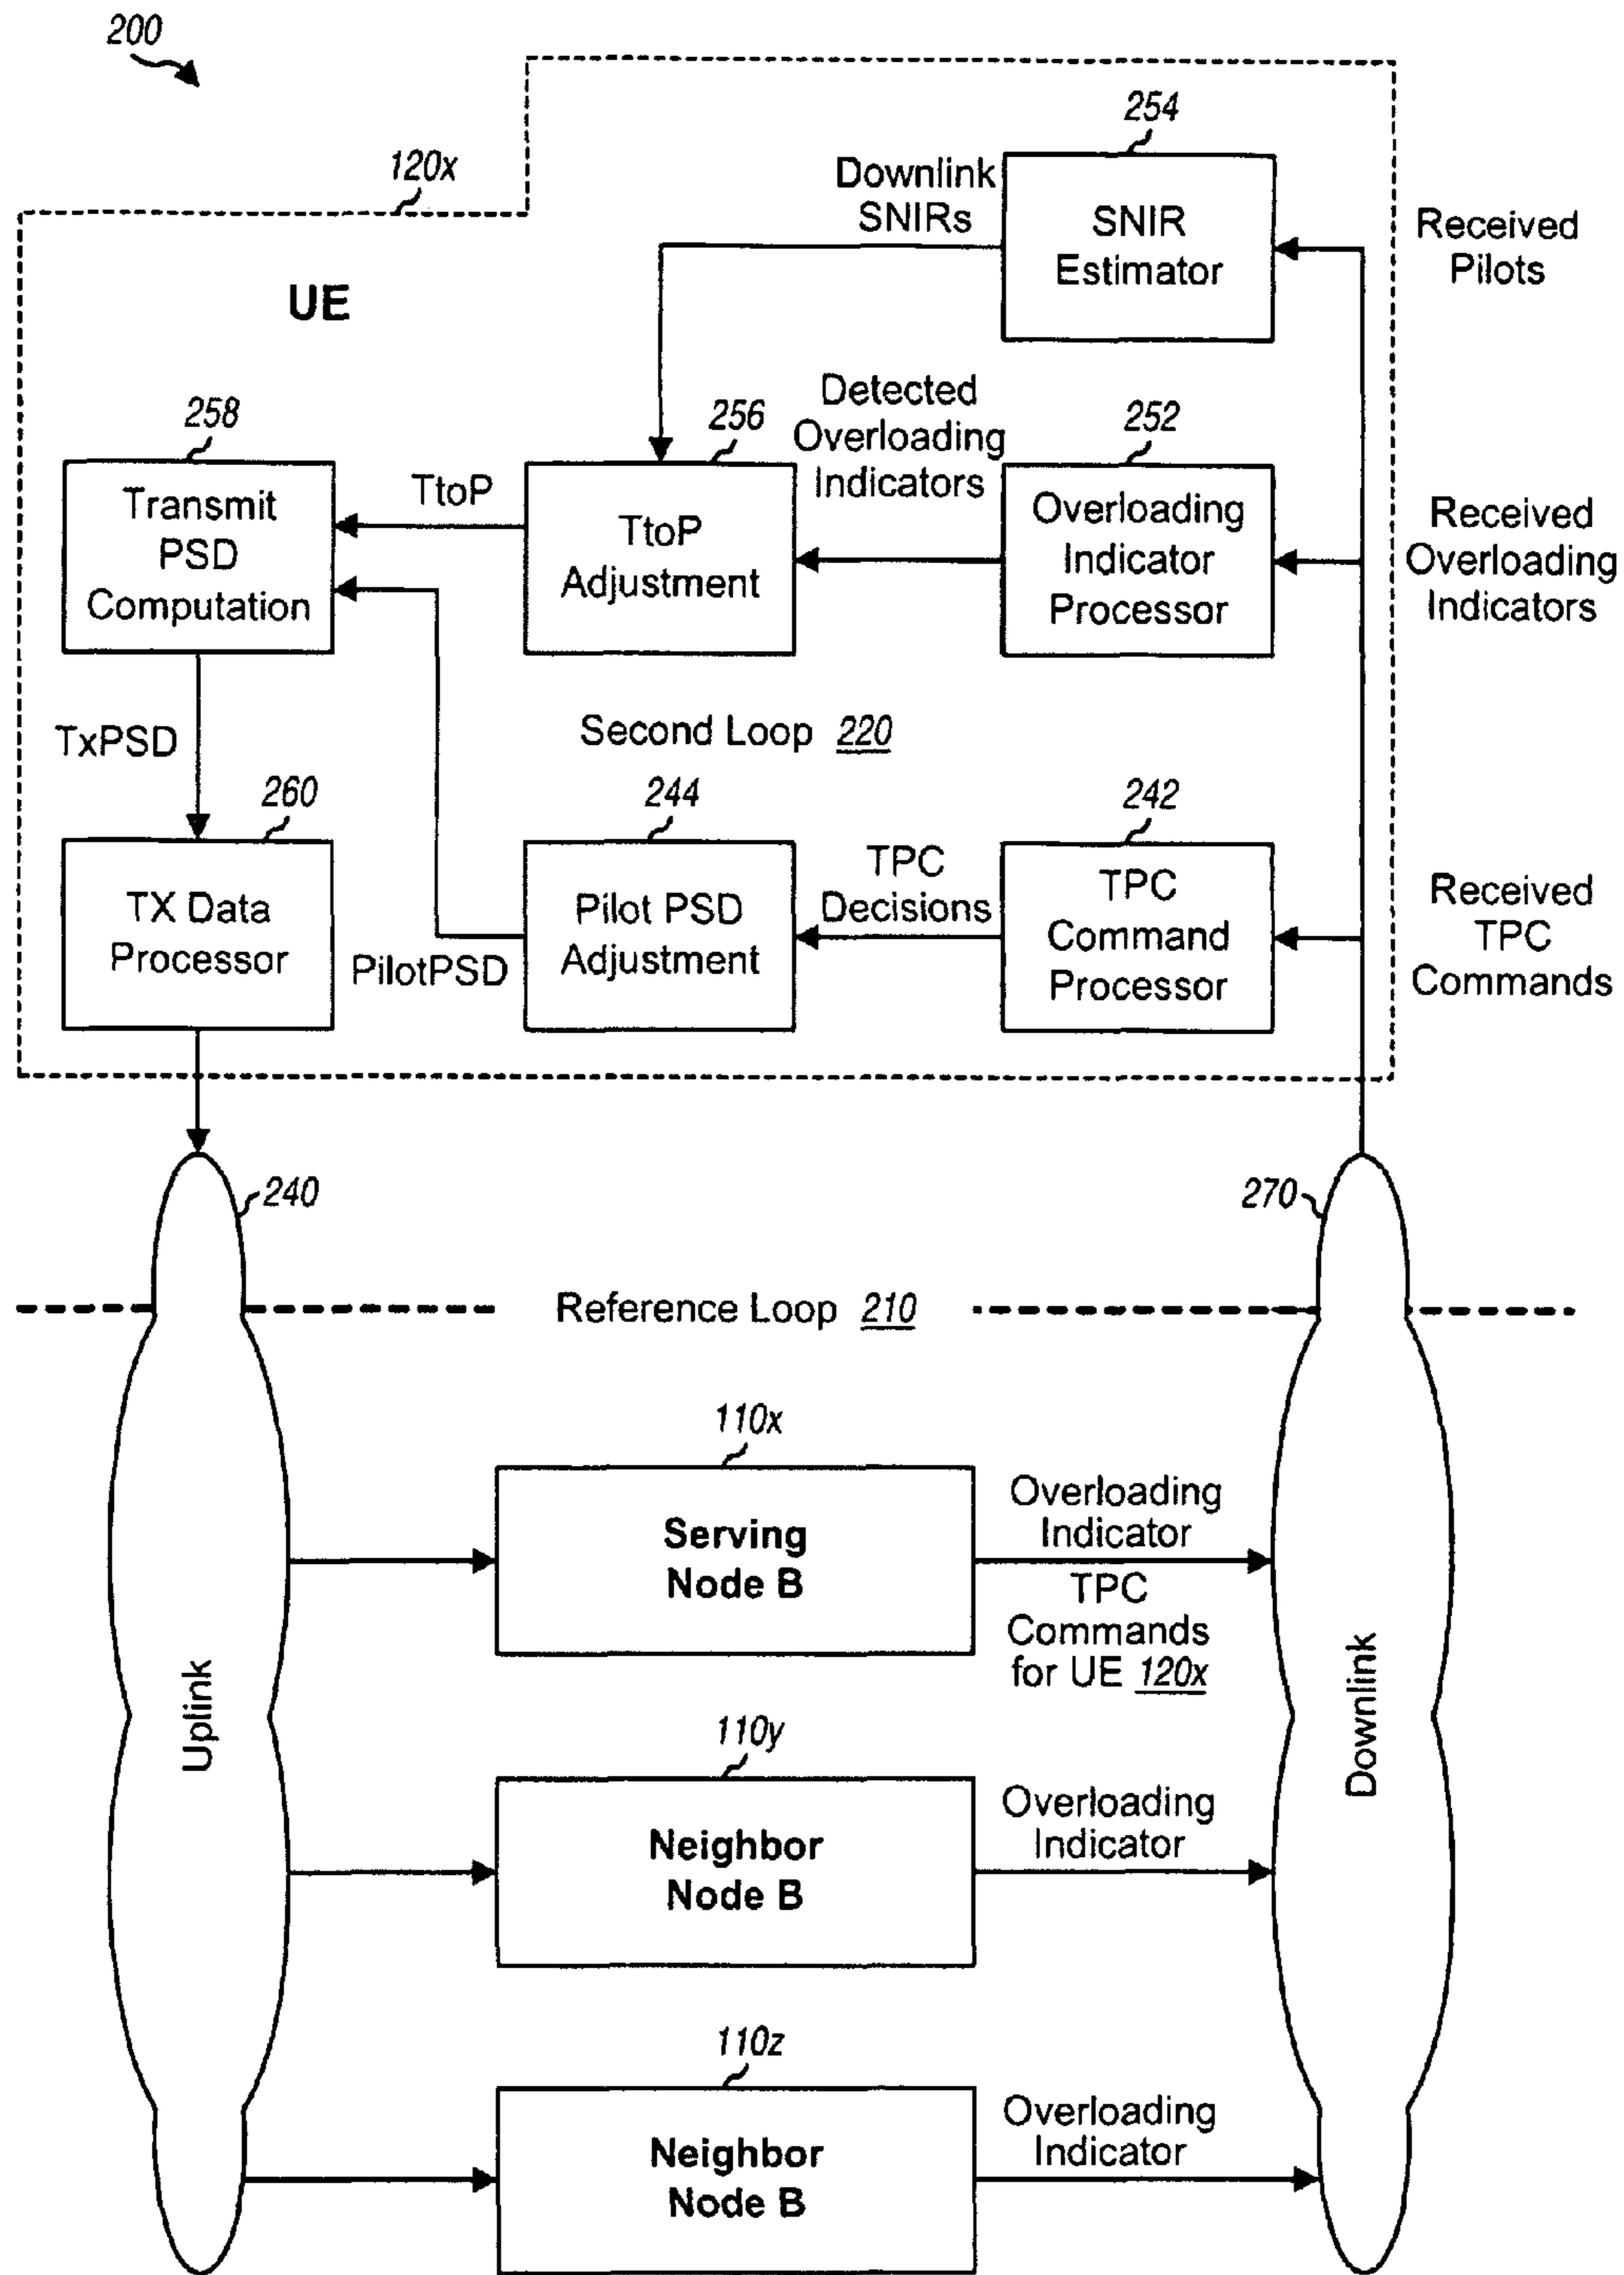 200
120x
UE
254
Downlink
SNIRs
SNIR
Estimator
Received
Pilots
258
Transmit
PSD
Computation
TtoP
256
TtoP
Adjustment
Detected
Overloading
Indicators
252
Overloading
Indicator
Processor
Received
Overloading
Indicators
TxPSD
Second Loop 220
260
TX Data
Processor
PilotPSD
244
Pilot PSD
Adjustment
TPC
Decisions
242
TPC
Command
Processor
Received
TPC
Commands
240
270
Reference Loop 210
Uplink
110x
Serving
Node B
Overloading
Indicator
TPC
Commands
for UE 120x
110y
Neighbor
Node B
Overloading
Indicator
Downlink
110z
Neighbor
Node B
Overloading
Indicator